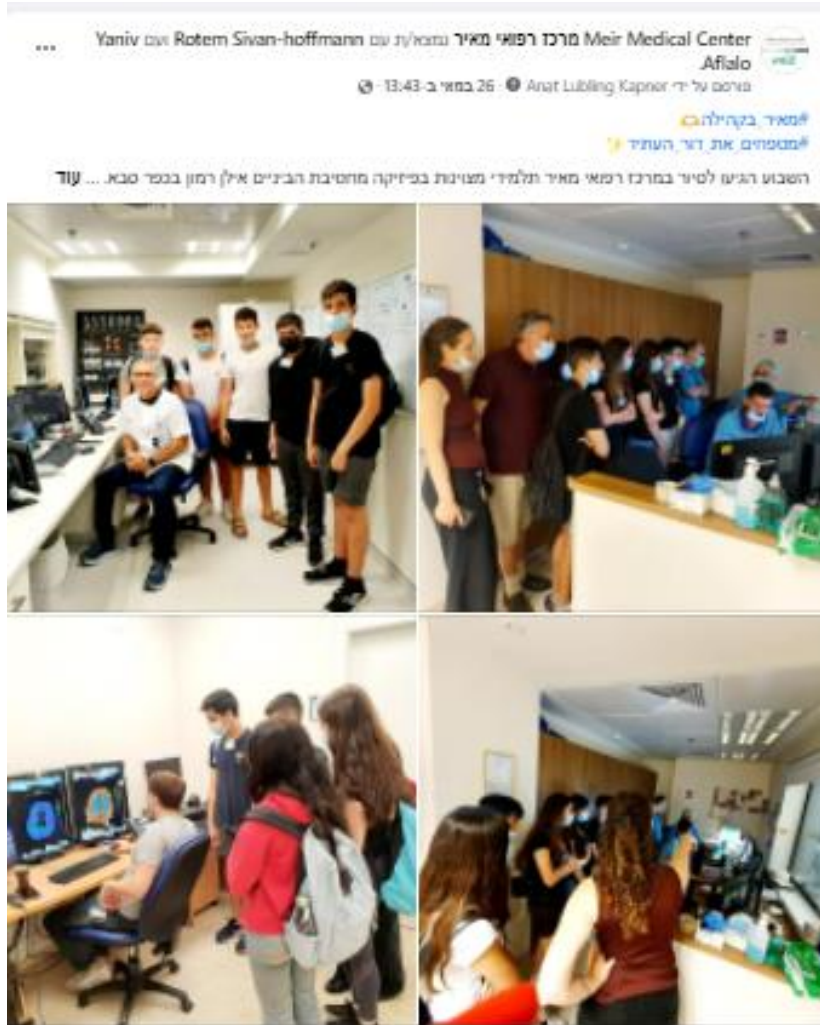 Meir Medical Center מרכז רפואי מאיר נמצא/ת עם Rotem Sivan-hoffmann ועם Yaniv
Aflalo.
פורסם על ידי Anat Lubling Kapner · 26 במאי ב-13:43 ·
#מאיר_בקהילה
#מטפחים_את_דור_העתיד
השבוע הגיעו לסיור במרכז רפואי מאיר תלמידי מצוינות בפיזיקה מחטיבת הביניים אילן רמון בכפר סבא. ... עוד